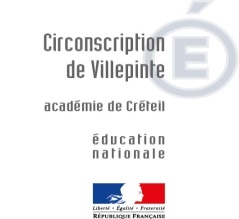 Circonscription
de Villepinte
É
académie de Créteil
éducation
nationale
Liberté • Égalité • Fraternité
RÉPUBLIQUE FRANÇAISE